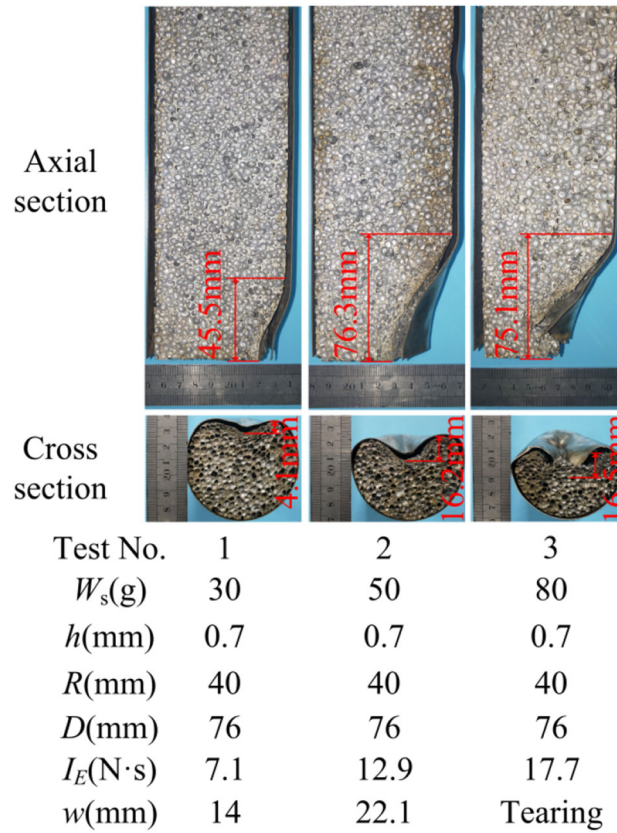 Axial
section
45.5mm
76.3mm
75.1mm
Cross
section
4.1mm
16.2mm
Test No. 1 2 3
Ws(g) 30 50 80
h(mm) 0.7 0.7 0.7
R(mm) 40 40 40
D(mm) 76 76 76
IE(N·s) 7.1 12.9 17.7
w(mm) 14 22.1 Tearing